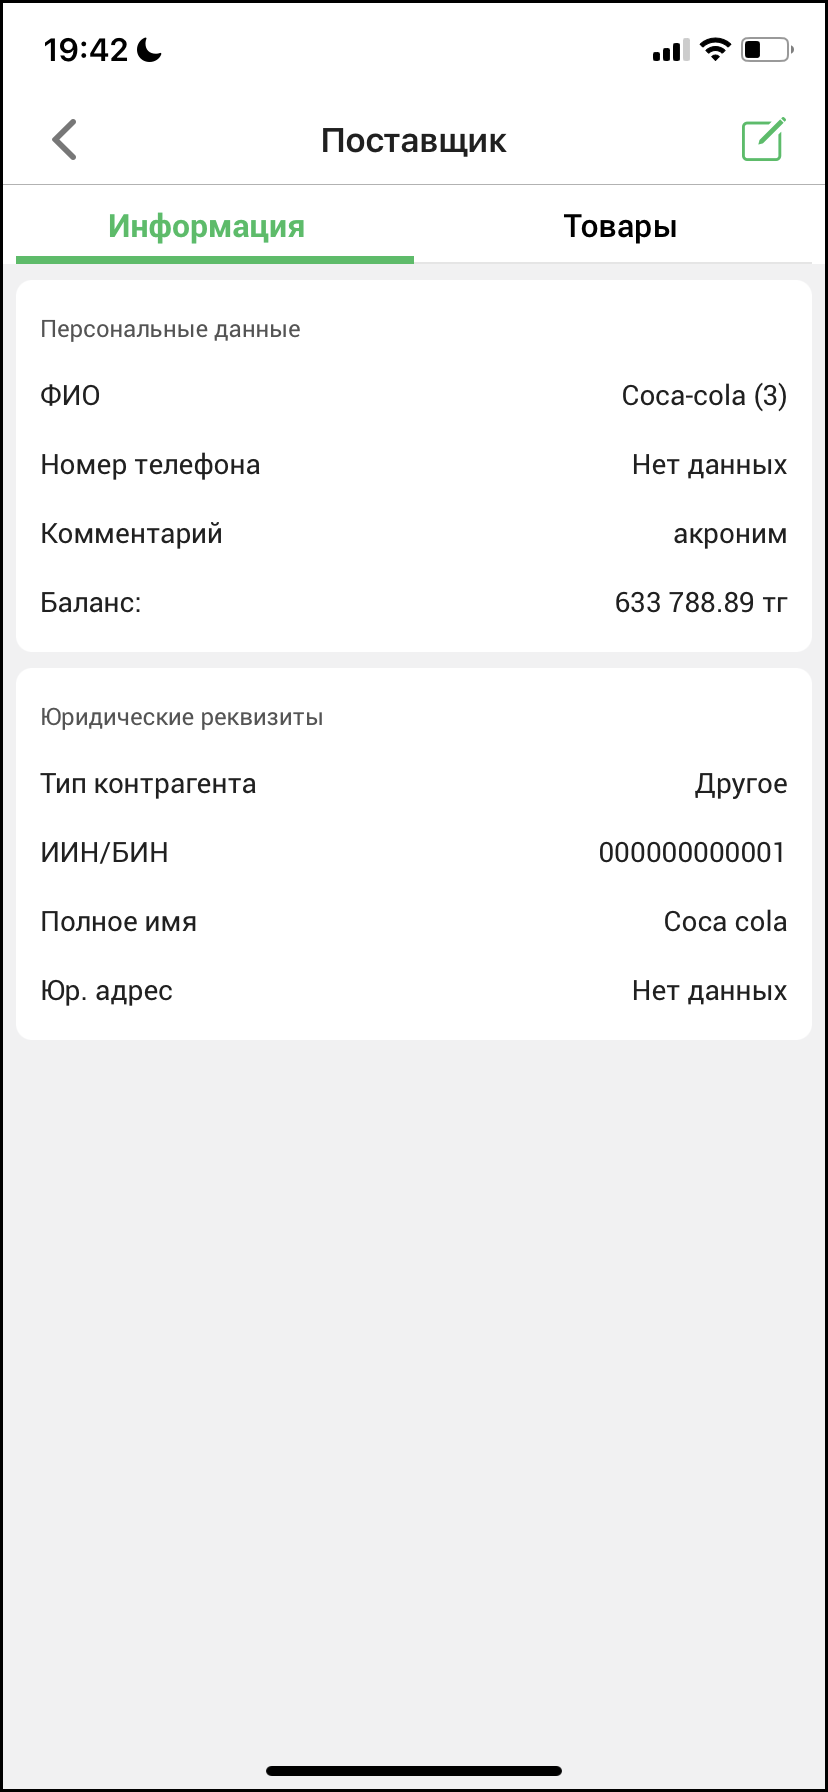 19:42
Поставщик
Информация
Товары
Персональные данные
ФИО Coca-cola (3)
Номер телефона Нет данных
Комментарий акроним
Баланс: 633 788.89 тг
Юридические реквизиты
Тип контрагента Другое
ИИН/БИН 000000000001
Полное имя Coca cola
Юр. адрес Нет данных